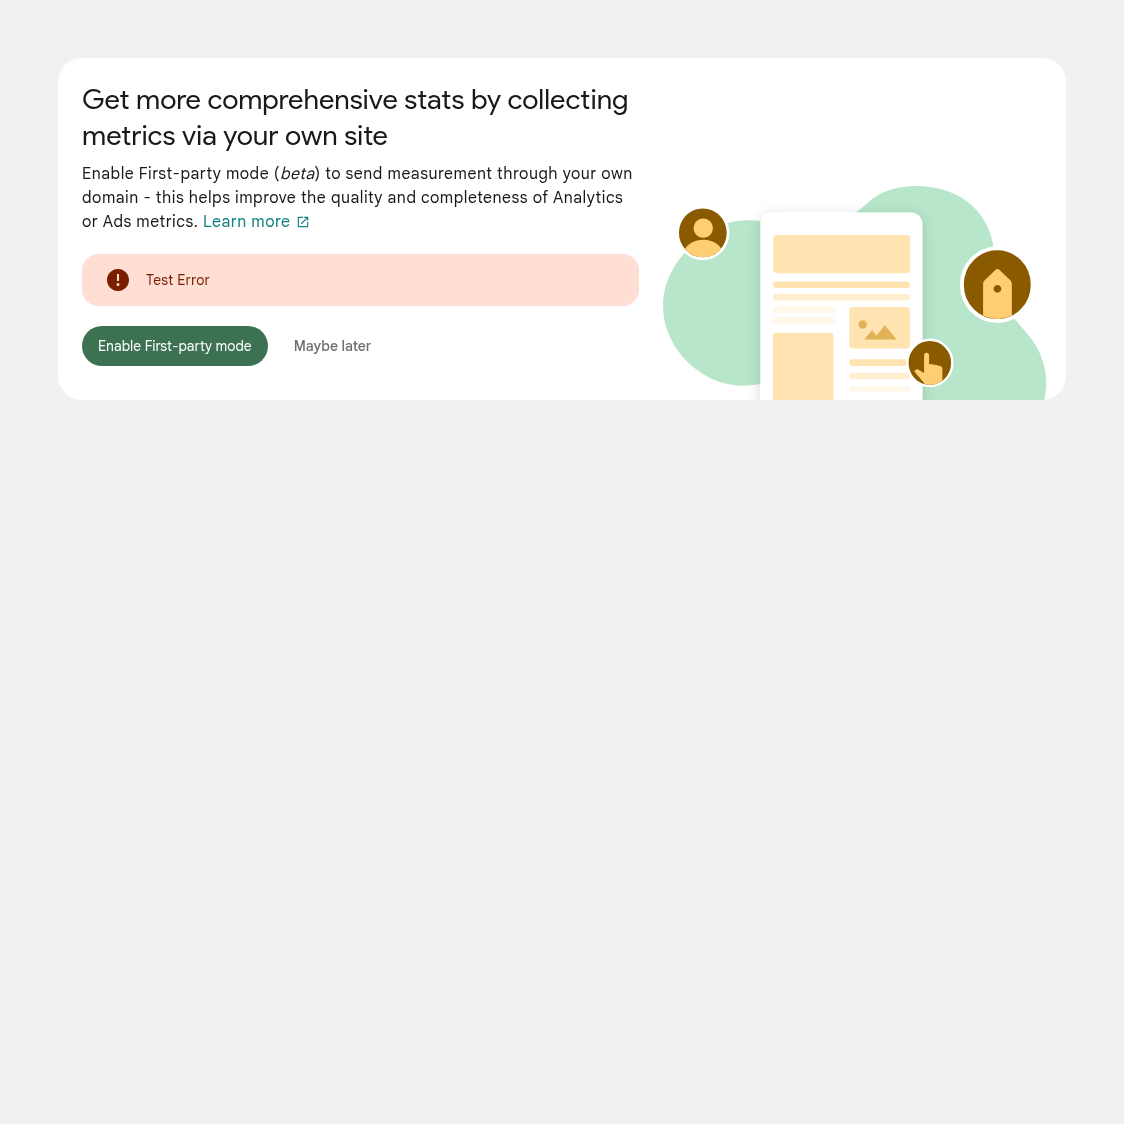 Get more comprehensive stats by collecting
metrics via your own site
Enable First-party mode (beta) to send measurement through your own
domain - this helps improve the quality and completeness of Analytics
or Ads metrics. Learn more
Test Error
Enable First-party mode
Maybe later